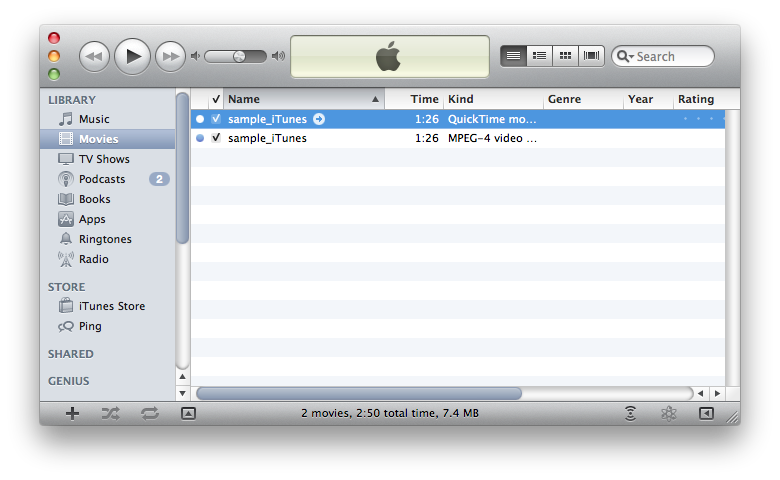 Search
LIBRARY
Music
Movies
TV Shows
Podcasts 2
Books
Apps
Ringtones
Radio
STORE
iTunes Store
Ping
SHARED
GENIUS
✓ Name Time Kind Genre Year Rating
sample_iTunes 1:26 QuickTime mo...
sample_iTunes 1:26 MPEG-4 video ...
2 movies, 2:50 total time, 7.4 MB